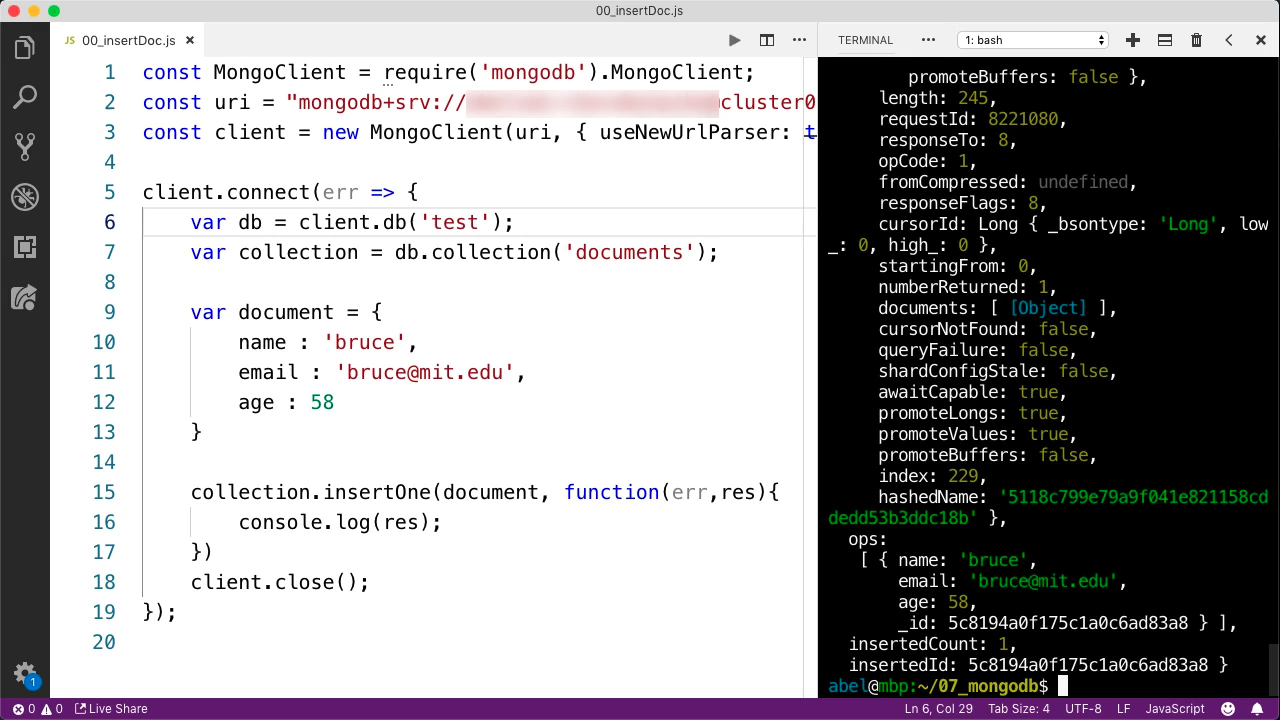 00_insertDoc.js
JS 00_insertDoc.js ×
1 const MongoClient = require('mongodb').MongoClient;
2 const uri = "mongodb+srv:// cluster0
3 const client = new MongoClient(uri, { useNewUrlParser: t
4
5 client.connect(err => {
6 var db = client.db('test');
7 var collection = db.collection('documents');
8
9 var document = {
10 name : 'bruce',
11 email : 'bruce@mit.edu',
12 age : 58
13 }
14
15 collection.insertOne(document, function(err,res){
16 console.log(res);
17 })
18 client.close();
19 });
20
TERMINAL ··· 1: bash
promoteBuffers: false },
length: 245,
requestId: 8221080,
responseTo: 8,
opCode: 1,
fromCompressed: undefined,
responseFlags: 8,
cursorId: Long { _bsontype: 'Long', low
_: 0, high_: 0 },
startingFrom: 0,
numberReturned: 1,
documents: [ [Object] ],
cursorNotFound: false,
queryFailure: false,
shardConfigStale: false,
awaitCapable: true,
promoteLongs: true,
promoteValues: true,
promoteBuffers: false,
index: 229,
hashedName: '5118c799e79a9f041e821158cd
dedd53b3ddc18b' },
ops:
[ { name: 'bruce',
email: 'bruce@mit.edu',
age: 58,
_id: 5c8194a0f175c1a0c6ad83a8 } ],
insertedCount: 1,
insertedId: 5c8194a0f175c1a0c6ad83a8 }
abel@mbp:~/07_mongodb$
1
0 0 Live Share
Ln 6, Col 29 Tab Size: 4 UTF-8 LF JavaScript